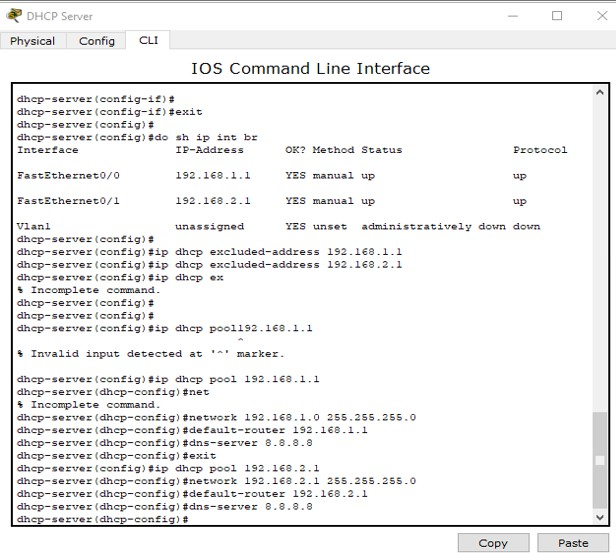 DHCP Server
Physical Config CLI
IOS Command Line Interface
dhcp-server(config-if)#
dhcp-server(config-if)#exit
dhcp-server(config)#
dhcp-server(config)#do sh ip int br
Interface IP-Address OK? Method Status Protocol
FastEthernet0/0 192.168.1.1 YES manual up up
FastEthernet0/1 192.168.2.1 YES manual up up
Vlan1 unassigned YES unset administratively down down
dhcp-server(config)#
dhcp-server(config)#ip dhcp excluded-address 192.168.1.1
dhcp-server(config)#ip dhcp excluded-address 192.168.2.1
dhcp-server(config)#ip dhcp ex
% Incomplete command.
dhcp-server(config)#
dhcp-server(config)#
dhcp-server(config)#ip dhcp pool192.168.1.1
^
% Invalid input detected at '^' marker.
dhcp-server(config)#ip dhcp pool 192.168.1.1
dhcp-server(dhcp-config)#net
% Incomplete command.
dhcp-server(dhcp-config)#network 192.168.1.0 255.255.255.0
dhcp-server(dhcp-config)#default-router 192.168.1.1
dhcp-server(dhcp-config)#dns-server 8.8.8.8
dhcp-server(dhcp-config)#exit
dhcp-server(config)#ip dhcp pool 192.168.2.1
dhcp-server(dhcp-config)#network 192.168.2.1 255.255.255.0
dhcp-server(dhcp-config)#default-router 192.168.2.1
dhcp-server(dhcp-config)#dns-server 8.8.8.8
dhcp-server(dhcp-config)#
Copy Paste